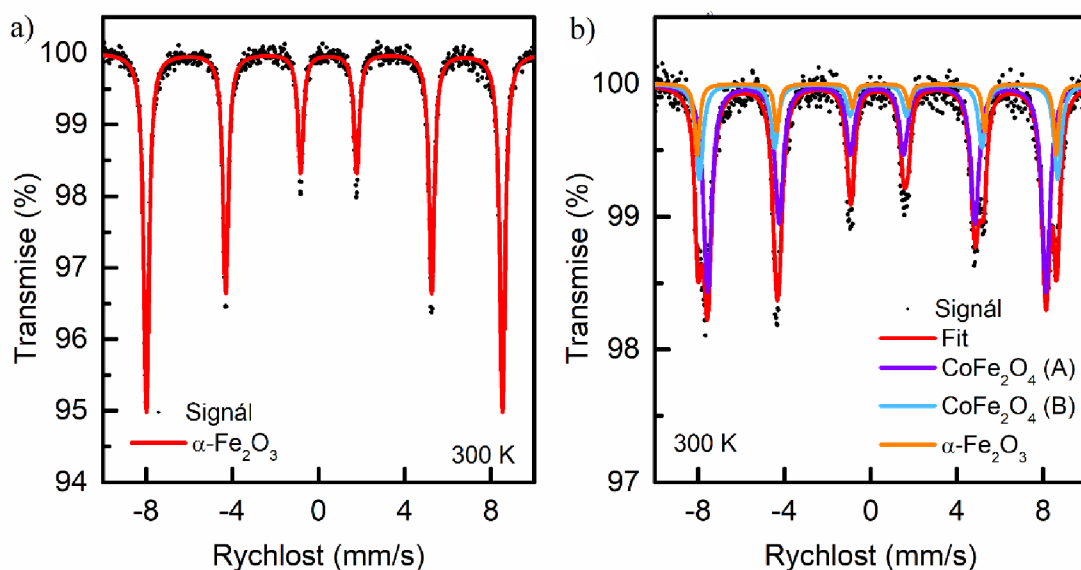 a)
100
99
98
97
96
95
94
Transmise (%)
-8 -4 0 4 8
Rychlost (mm/s)
Signál
α-Fe₂O₃
300 K
b)
100
99
98
97
Transmise (%)
-8 -4 0 4 8
Rychlost (mm/s)
Signál
Fit
CoFe₂O₄ (A)
CoFe₂O₄ (B)
α-Fe₂O₃
300 K